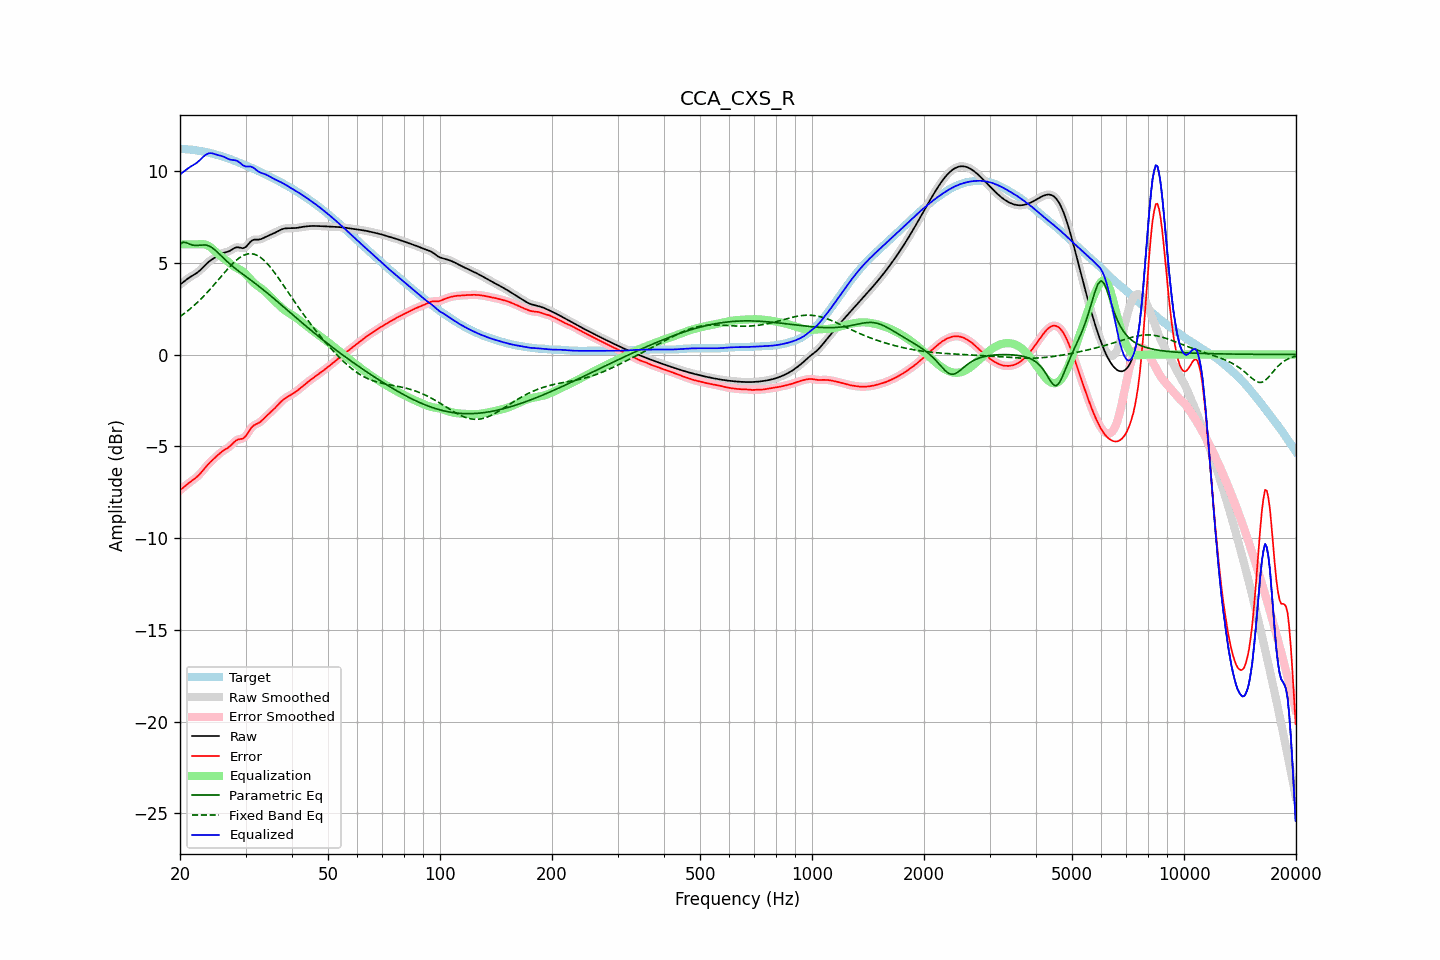 CCA_CXS_R
Amplitude (dBr)
10
5
0
−5
−10
−15
−20
−25
Target
Raw Smoothed
Error Smoothed
Raw
Error
Equalization
Parametric Eq
Fixed Band Eq
Equalized
20 50 100 200 500 1000 2000 5000 10000 20000
Frequency (Hz)